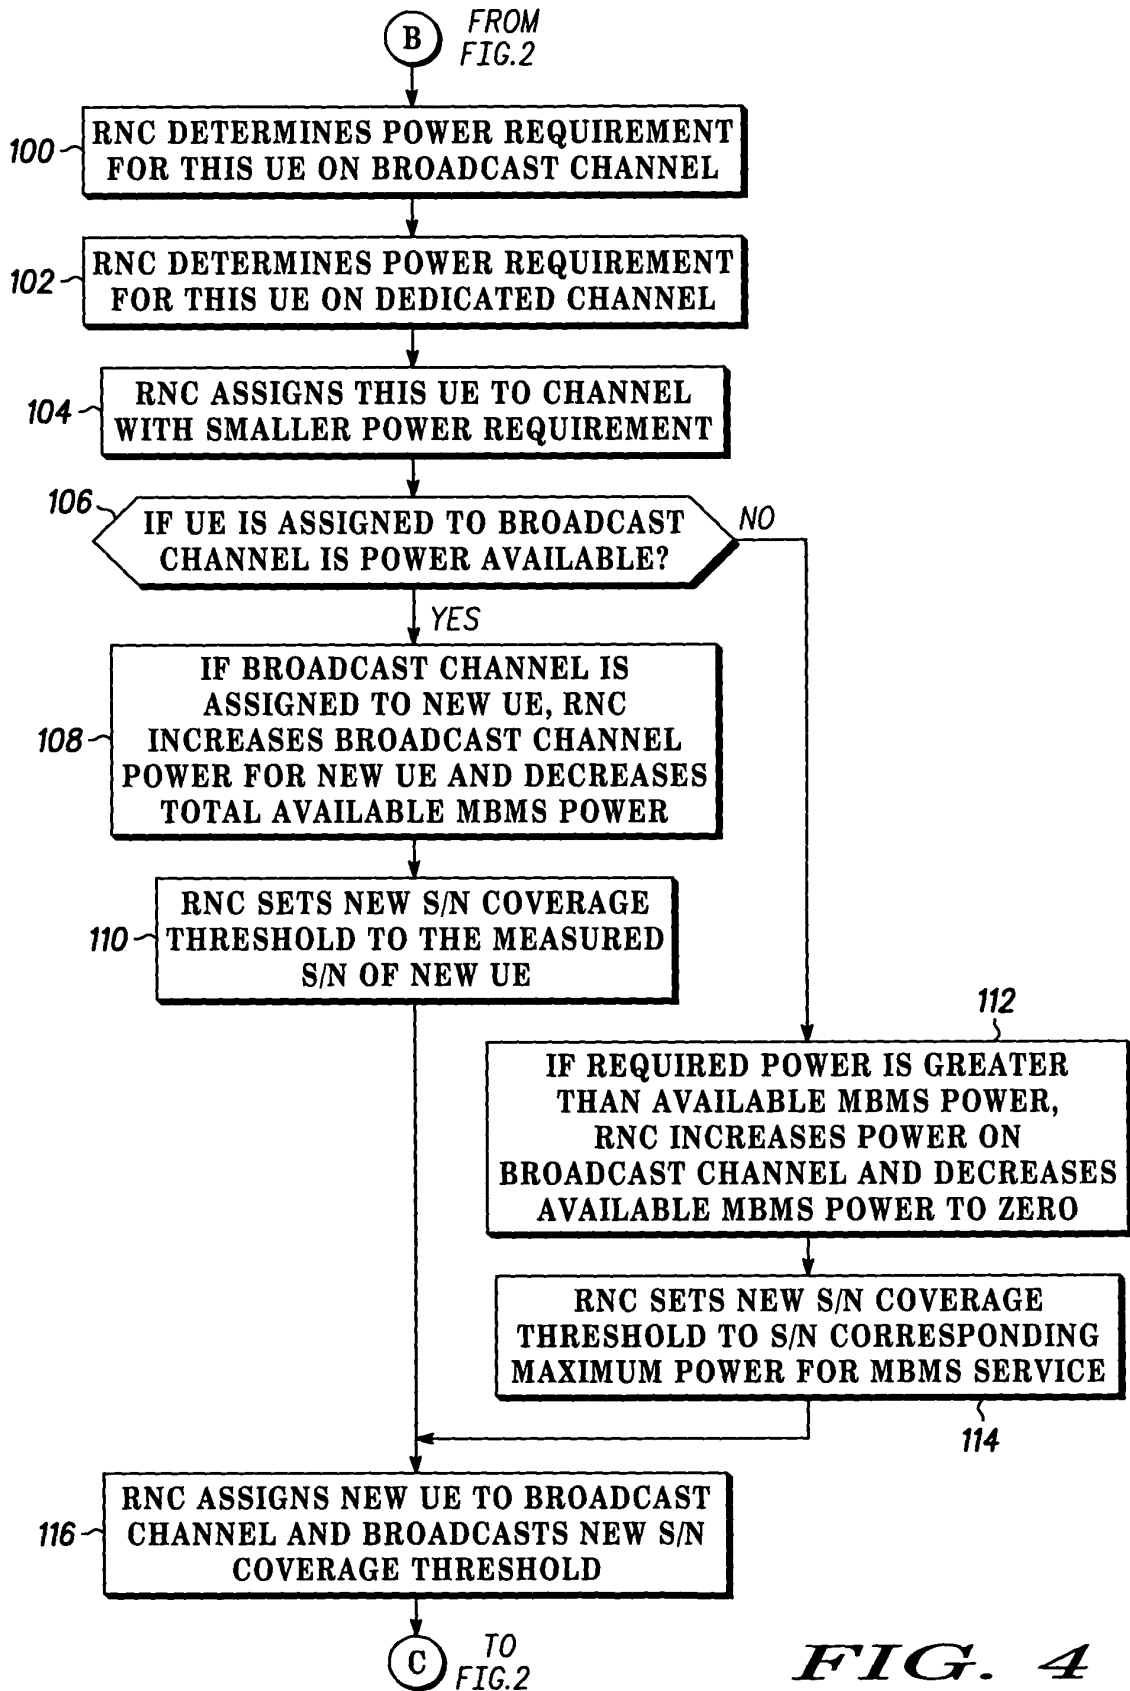 B
FROM
FIG.2
100
RNC DETERMINES POWER REQUIREMENT
FOR THIS UE ON BROADCAST CHANNEL
102
RNC DETERMINES POWER REQUIREMENT
FOR THIS UE ON DEDICATED CHANNEL
104
RNC ASSIGNS THIS UE TO CHANNEL
WITH SMALLER POWER REQUIREMENT
106
IF UE IS ASSIGNED TO BROADCAST
CHANNEL IS POWER AVAILABLE?
NO
YES
108
IF BROADCAST CHANNEL IS
ASSIGNED TO NEW UE, RNC
INCREASES BROADCAST CHANNEL
POWER FOR NEW UE AND DECREASES
TOTAL AVAILABLE MBMS POWER
110
RNC SETS NEW S/N COVERAGE
THRESHOLD TO THE MEASURED
S/N OF NEW UE
112
IF REQUIRED POWER IS GREATER
THAN AVAILABLE MBMS POWER,
RNC INCREASES POWER ON
BROADCAST CHANNEL AND DECREASES
AVAILABLE MBMS POWER TO ZERO
RNC SETS NEW S/N COVERAGE
THRESHOLD TO S/N CORRESPONDING
MAXIMUM POWER FOR MBMS SERVICE
114
116
RNC ASSIGNS NEW UE TO BROADCAST
CHANNEL AND BROADCASTS NEW S/N
COVERAGE THRESHOLD
C
TO
FIG.2
FIG. 4